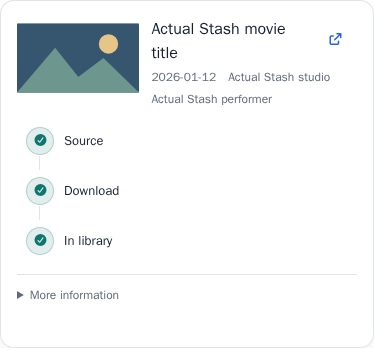 Actual Stash movie
title
2026-01-12 Actual Stash studio
Actual Stash performer
Source
Download
In library
More information